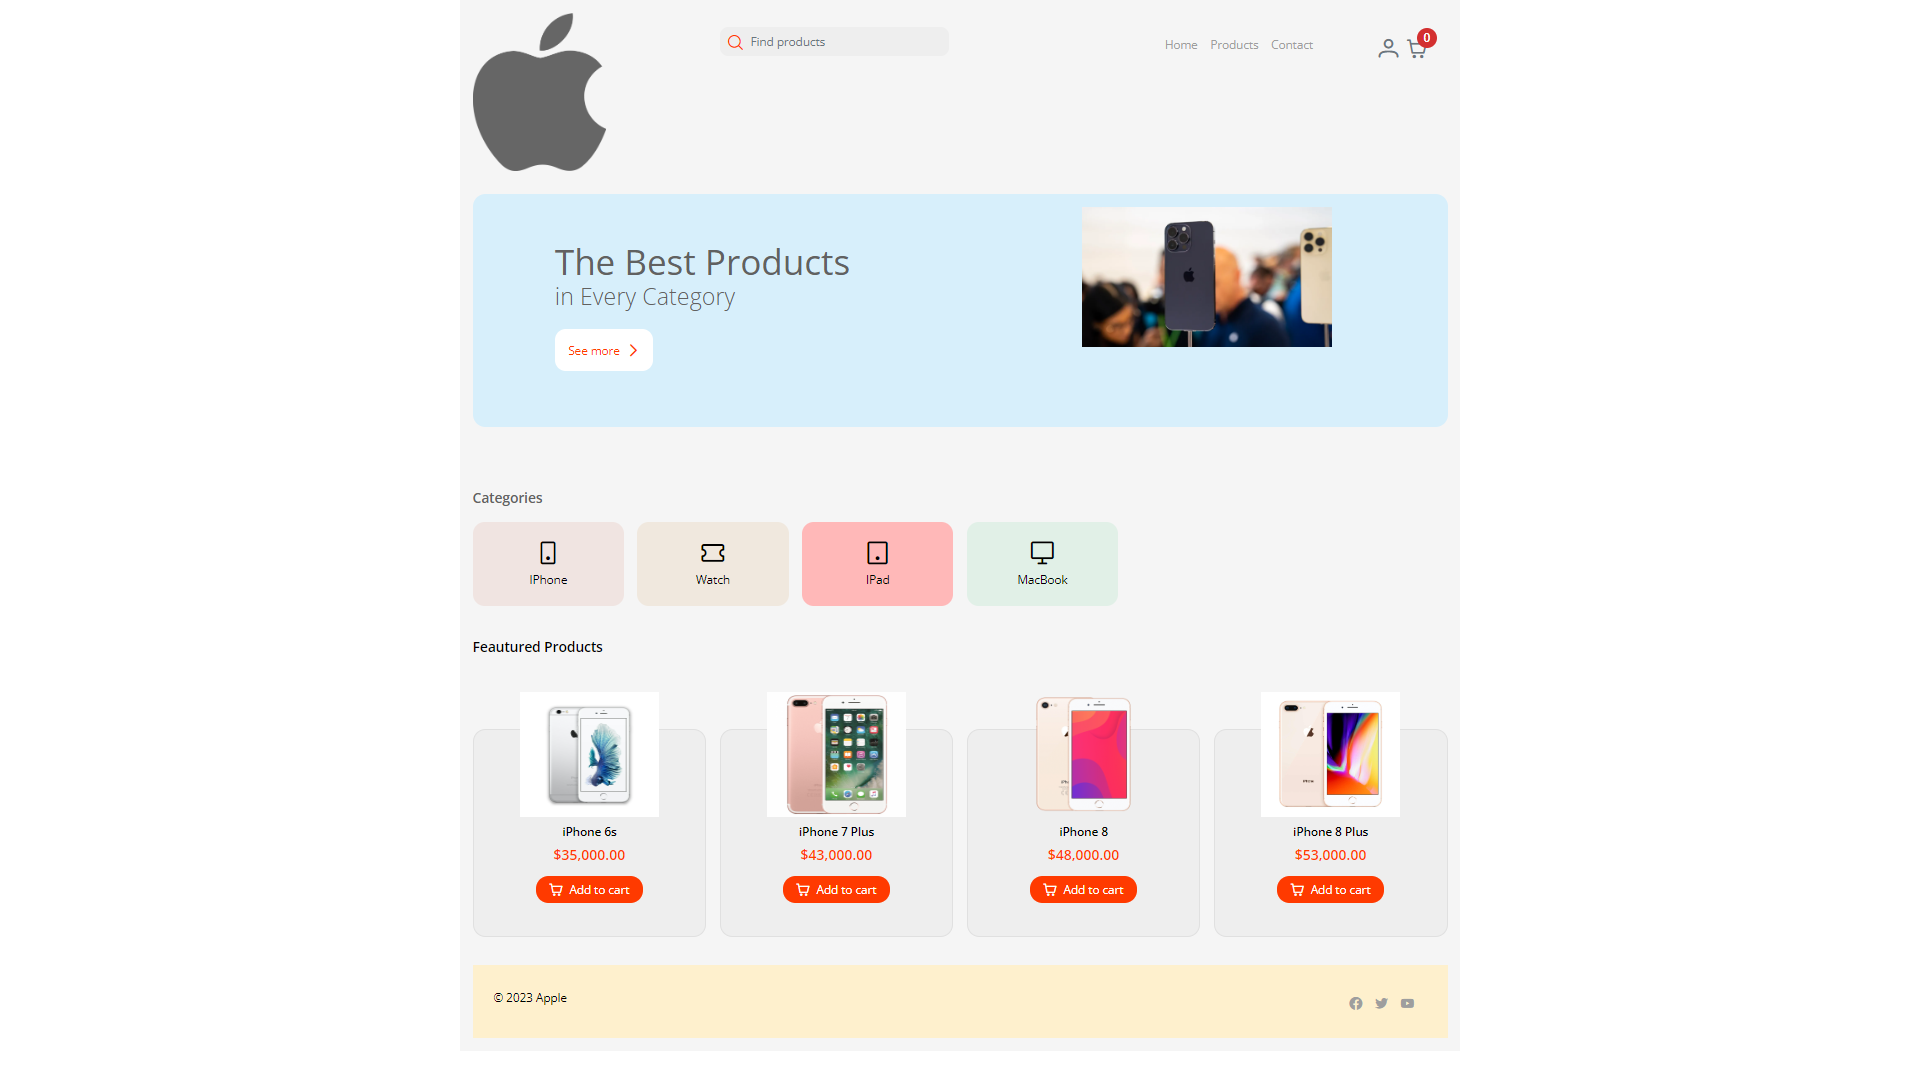 Find products
Home Products Contact
0
The Best Products
in Every Category
See more
Categories
IPhone
Watch
IPad
MacBook
Feautured Products
iPhone 6s
$35,000.00
Add to cart
iPhone 7 Plus
$43,000.00
Add to cart
iPhone 8
$48,000.00
Add to cart
iPhone 8 Plus
$53,000.00
Add to cart
© 2023 Apple